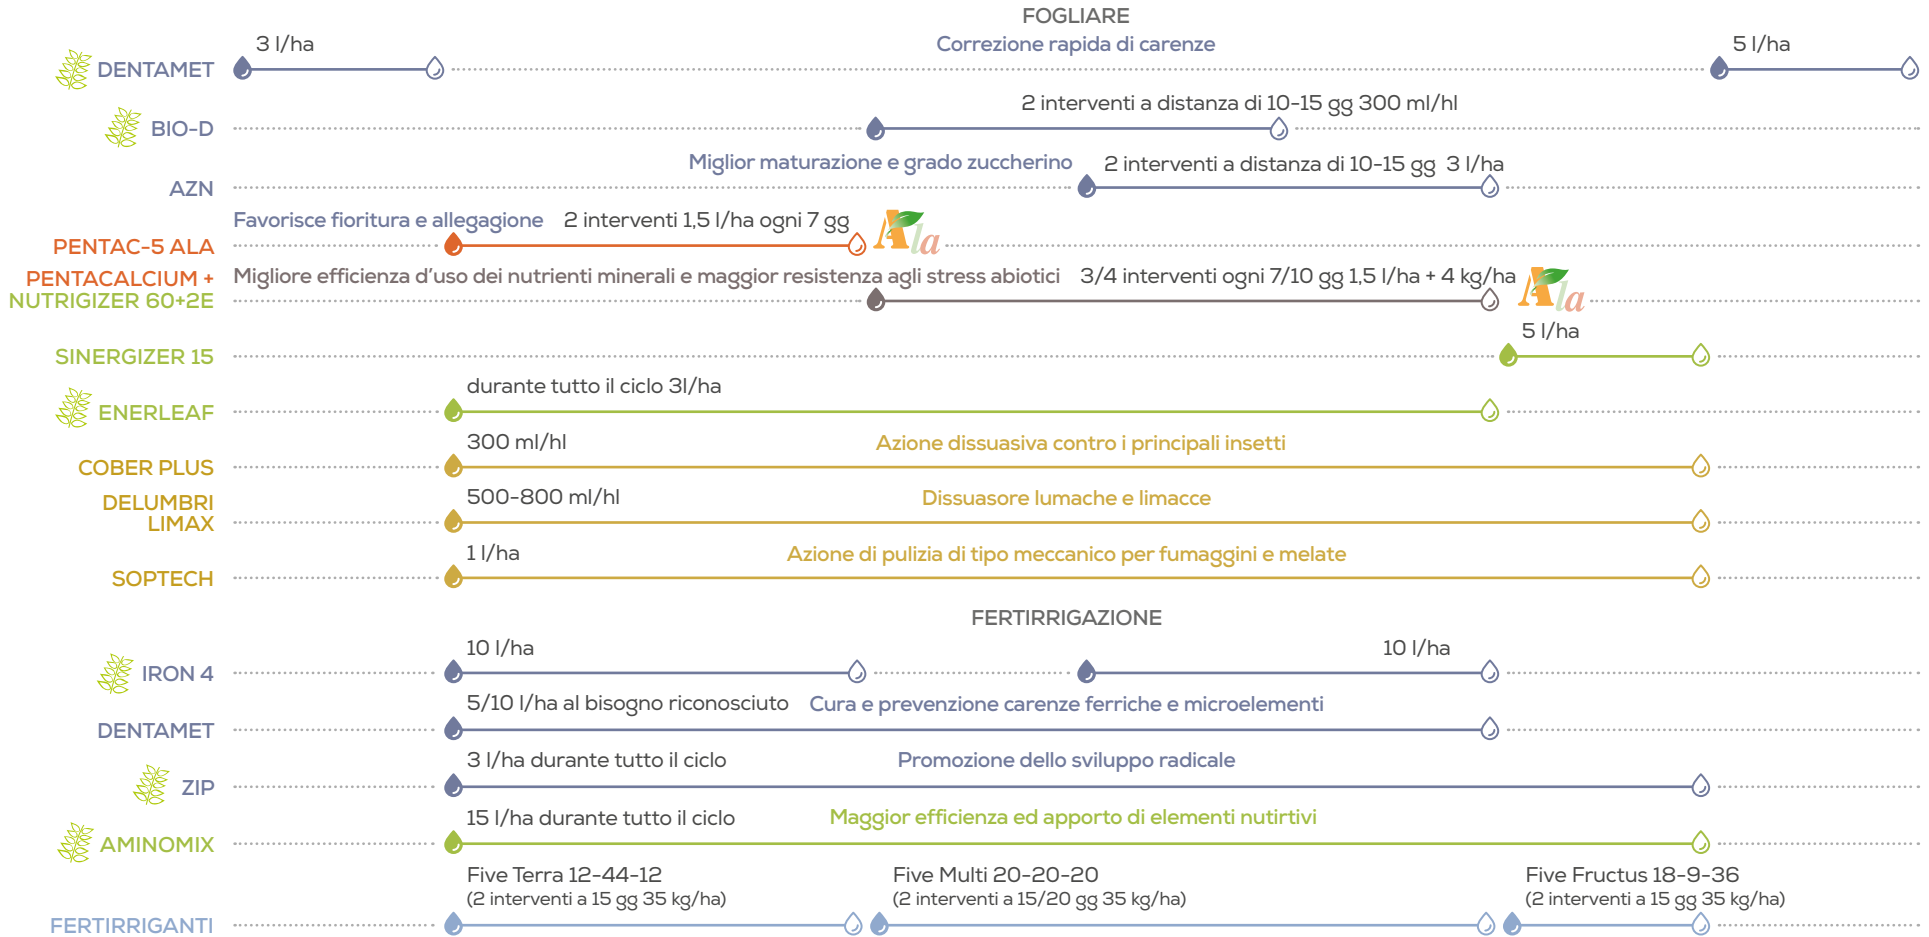 FOGLIARE
3 l/ha
Correzione rapida di carenze
5 l/ha
DENTAMET
2 interventi a distanza di 10-15 gg 300 ml/hl
BIO-D
Miglior maturazione e grado zuccherino
2 interventi a distanza di 10-15 gg 3 l/ha
AZN
Favorisce fioritura e allegagione
2 interventi 1,5 l/ha ogni 7 gg
Ala
PENTAC-5 ALA
PENTACALCIUM +
NUTRIGIZER 60+2E
Migliore efficienza d'uso dei nutrienti minerali e maggior resistenza agli stress abiotici
3/4 interventi ogni 7/10 gg 1,5 l/ha + 4 kg/ha
Ala
5 l/ha
SINERGIZER 15
durante tutto il ciclo 3l/ha
ENERLEAF
300 ml/hl
Azione dissuasiva contro i principali insetti
COBER PLUS
500-800 ml/hl
Dissuasore lumache e limacce
DELUMBRI
LIMAX
1 l/ha
Azione di pulizia di tipo meccanico per fumaggini e melate
SOPTECH
FERTIRRIGAZIONE
10 l/ha
10 l/ha
IRON 4
5/10 l/ha al bisogno riconosciuto
Cura e prevenzione carenze ferriche e microelementi
DENTAMET
3 l/ha durante tutto il ciclo
Promozione dello sviluppo radicale
ZIP
15 l/ha durante tutto il ciclo
Maggior efficienza ed apporto di elementi nutirtivi
AMINOMIX
Five Terra 12-44-12
(2 interventi a 15 gg 35 kg/ha)
Five Multi 20-20-20
(2 interventi a 15/20 gg 35 kg/ha)
Five Fructus 18-9-36
(2 interventi a 15 gg 35 kg/ha)
FERTIRRIGANTI